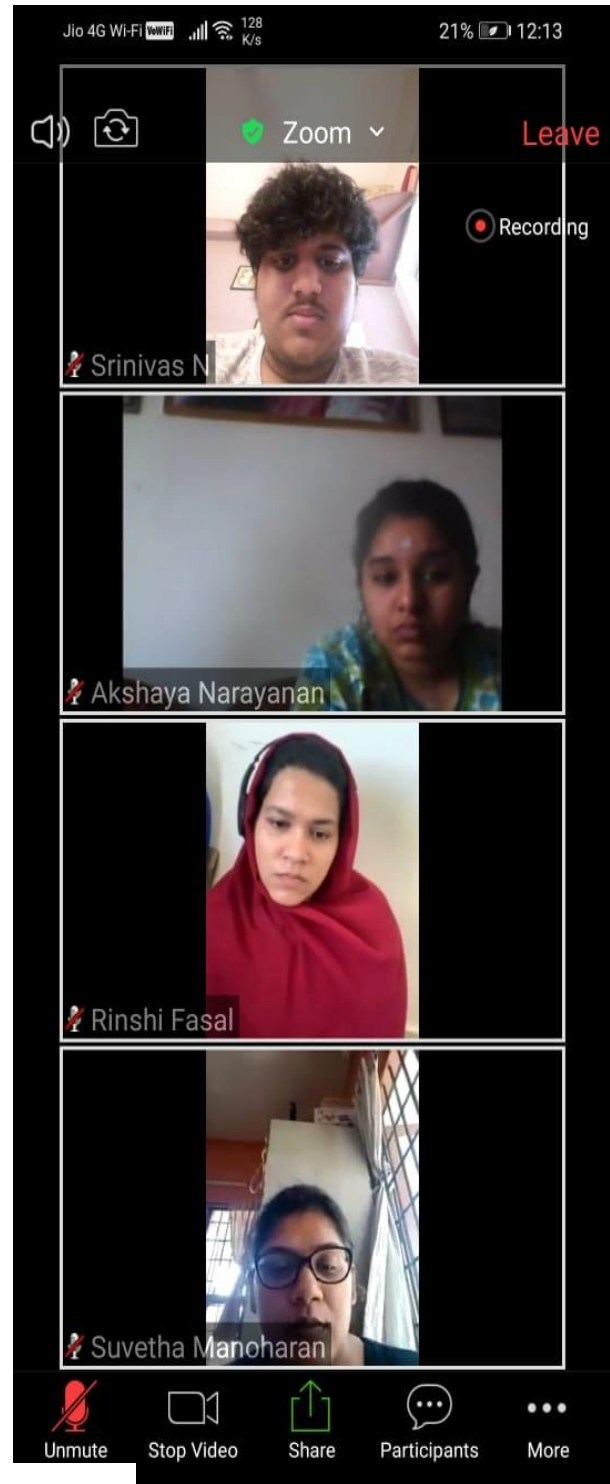 Jio 4G Wi-Fi VoWiFi 128 K/s 21% 12:13
Zoom Leave
Recording
Srinivas N
Akshaya Narayanan
Rinshi Fasal
Suvetha Manoharan
Unmute Stop Video Share Participants More